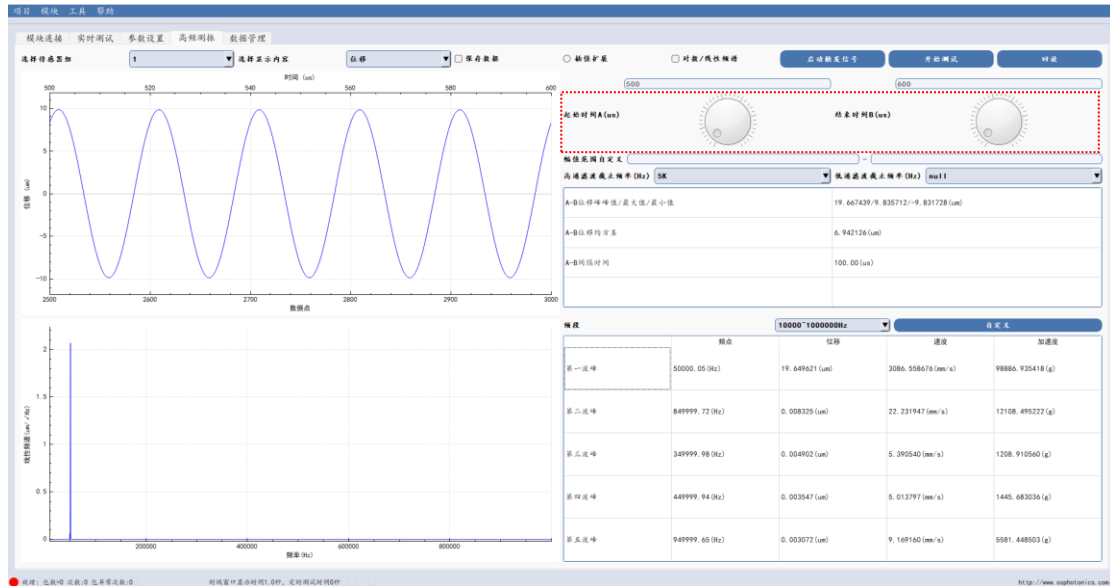 项目 模块 工具 帮助
模块连接 实时测试 参数设置 高频测振 数据管理
选择传感器组 1 选择显示内容 位移 保存数据 插值扩展 对数/线性频谱 启动触发信号 开始测试 回放
时间 (us)
500 520 540 560 580 600
500 600
起始时间A(us) 结束时间B(us)
幅值范围自定义 -
高通滤波截止频率(Hz) 5K 低通滤波截止频率(Hz) null
A-B位移峰峰值/最大值/最小值 19.667439/9.835712/-9.831728(um)
A-B位移均方差 6.942126(um)
A-B间隔时间 100.00(us)
位移 (um)
10
5
0
-5
-10
2500 2600 2700 2800 2900 3000
数据点
频段 10000~1000000Hz 自定义
频点 位移 速度 加速度
第一波峰 50000.05(Hz) 19.649621(um) 3086.558676(mm/s) 98886.935418(g)
第二波峰 849999.72(Hz) 0.008325(um) 22.231947(mm/s) 12108.495222(g)
第三波峰 349999.98(Hz) 0.004902(um) 5.390540(mm/s) 1208.910560(g)
第四波峰 449999.94(Hz) 0.003547(um) 5.013797(mm/s) 1445.683036(g)
第五波峰 949999.65(Hz) 0.003072(um) 9.169160(mm/s) 5581.448503(g)
线性频谱(um/√Hz)
2
1.5
1
0.5
0
200000 400000 600000 800000
频率(Hz)
就绪: 包数=0 次数:0 包异常次数:0 时域窗口显示时间1.0秒, 定时测试时间0秒 http://www.osphotonics.com